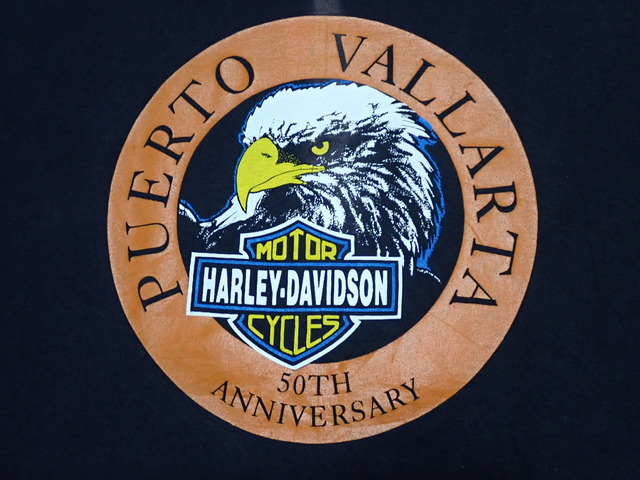 PUERTO VALLARTA
MOTOR
HARLEY-DAVIDSON
CYCLES
50TH
ANNIVERSARY